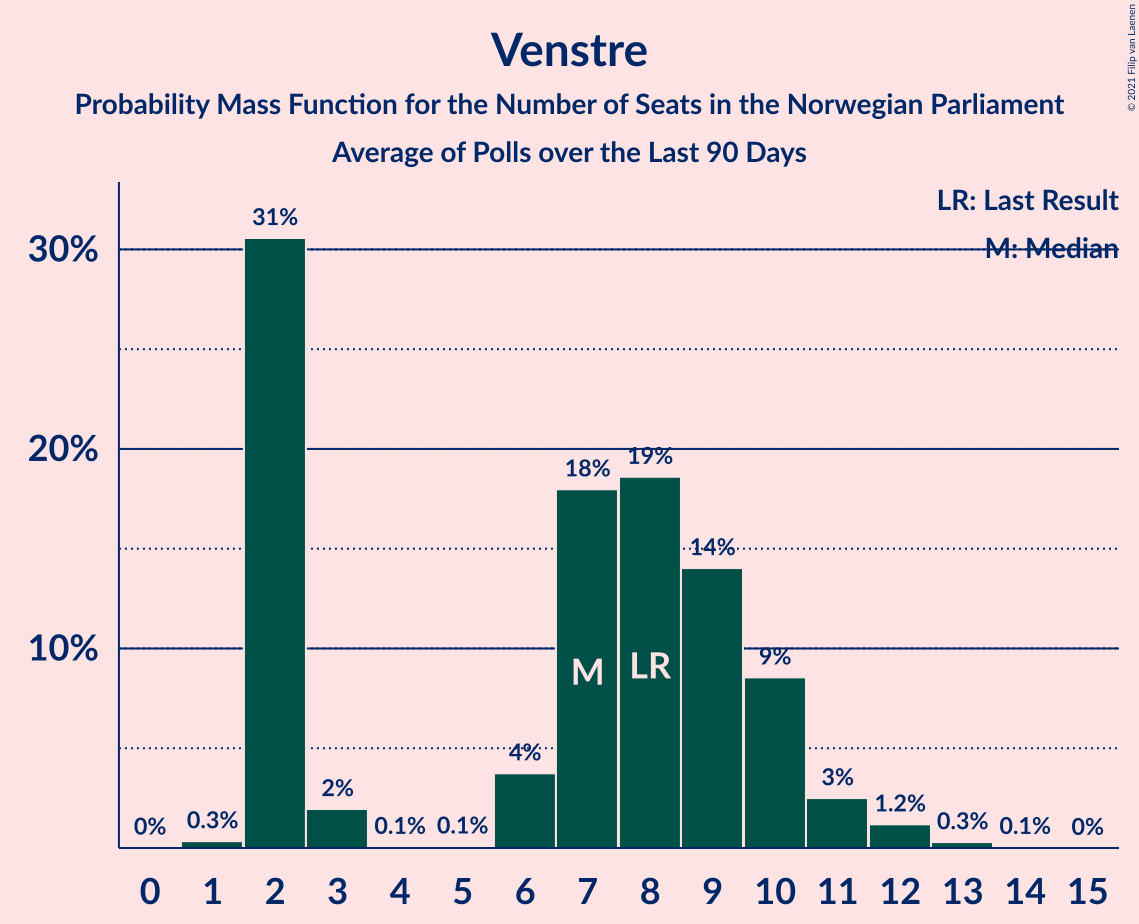 © 2021 Filip van Laenen
Venstre
Probability Mass Function for the Number of Seats in the Norwegian Parliament
Average of Polls over the Last 90 Days
LR: Last Result
M: Median
30%
20%
10%
0%
0.3%
31%
2%
0.1%
0.1%
4%
18%
19%
14%
9%
3%
1.2%
0.3%
0.1%
0%
M
LR
0 1 2 3 4 5 6 7 8 9 10 11 12 13 14 15